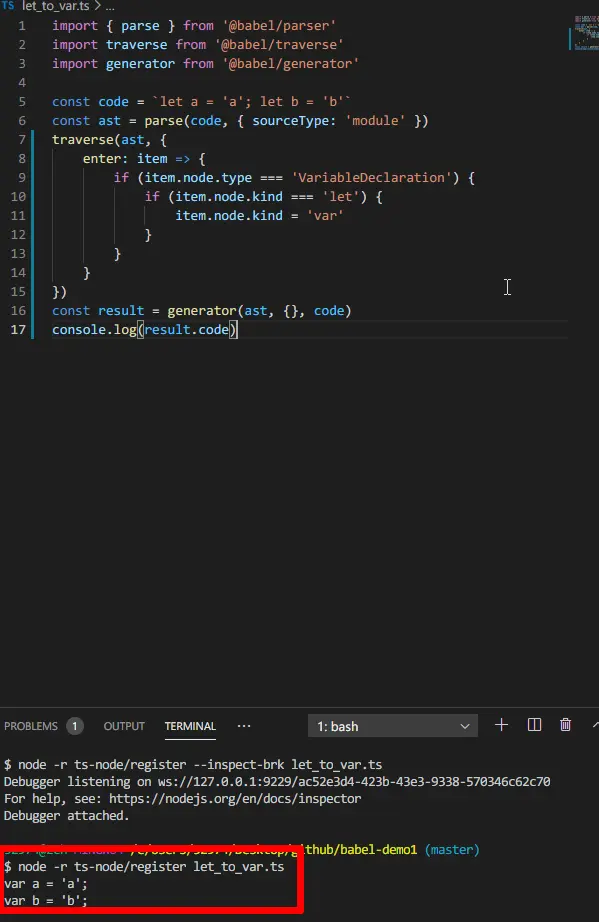 TS let_to_var.ts > ...
1 import { parse } from '@babel/parser'
2 import traverse from '@babel/traverse'
3 import generator from '@babel/generator'
4
5 const code = `let a = 'a'; let b = 'b'`
6 const ast = parse(code, { sourceType: 'module' })
7 traverse(ast, {
8 enter: item => {
9 if (item.node.type === 'VariableDeclaration') {
10 if (item.node.kind === 'let') {
11 item.node.kind = 'var'
12 }
13 }
14 }
15 })
16 const result = generator(ast, {}, code)
17 console.log(result.code)
PROBLEMS 1 OUTPUT TERMINAL ··· 1: bash
$ node -r ts-node/register --inspect-brk let_to_var.ts
Debugger listening on ws://127.0.0.1:9229/ac52e3d4-423b-43e3-9338-570346c62c70
For help, see: https://nodejs.org/en/docs/inspector
Debugger attached.
github/babel-demo1 (master)
$ node -r ts-node/register let_to_var.ts
var a = 'a';
var b = 'b';